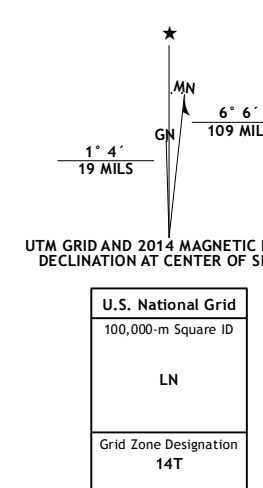 MN
GN
6° 6´
109 MIL
1° 4´
19 MILS
UTM GRID AND 2014 MAGNETIC
DECLINATION AT CENTER OF
U.S. National Grid
100,000-m Square ID
LN
Grid Zone Designation
14T